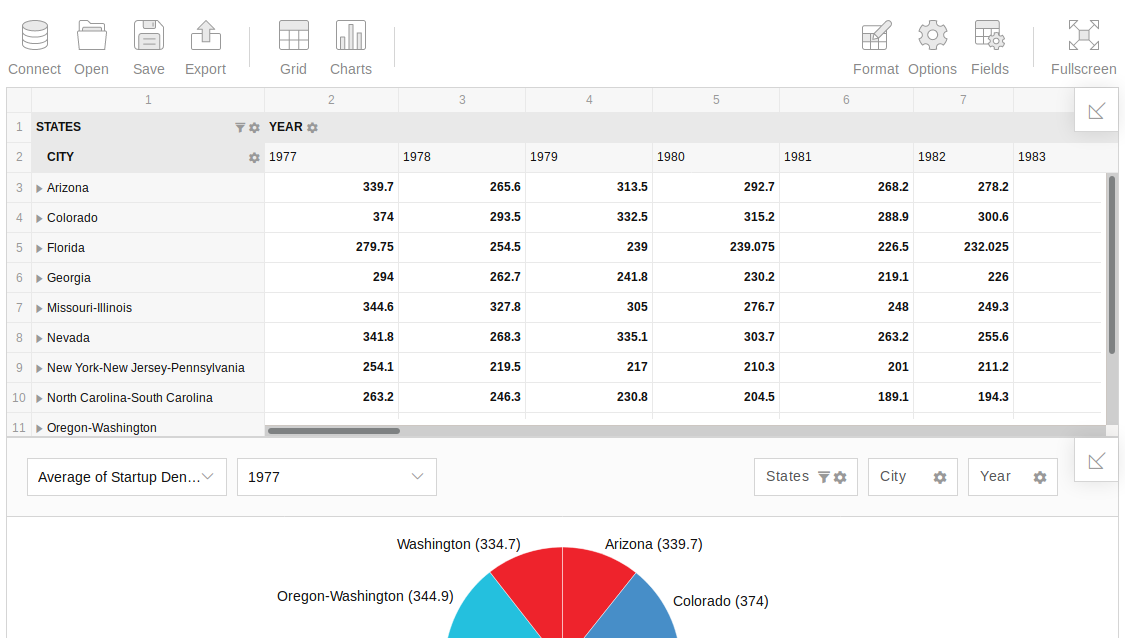 Connect Open Save Export Grid Charts Format Options Fields Fullscreen
1 2 3 4 5 6 7
1 STATES YEAR
2 CITY 1977 1978 1979 1980 1981 1982 1983
3 Arizona 339.7 265.6 313.5 292.7 268.2 278.2
4 Colorado 374 293.5 332.5 315.2 288.9 300.6
5 Florida 279.75 254.5 239 239.075 226.5 232.025
6 Georgia 294 262.7 241.8 230.2 219.1 226
7 Missouri-Illinois 344.6 327.8 305 276.7 248 249.3
8 Nevada 341.8 268.3 335.1 303.7 263.2 255.6
9 New York-New Jersey-Pennsylvania 254.1 219.5 217 210.3 201 211.2
10 North Carolina-South Carolina 263.2 246.3 230.8 204.5 189.1 194.3
11 Oregon-Washington
Average of Startup Den... 1977 States City Year
Washington (334.7) Arizona (339.7)
Oregon-Washington (344.9) Colorado (374)